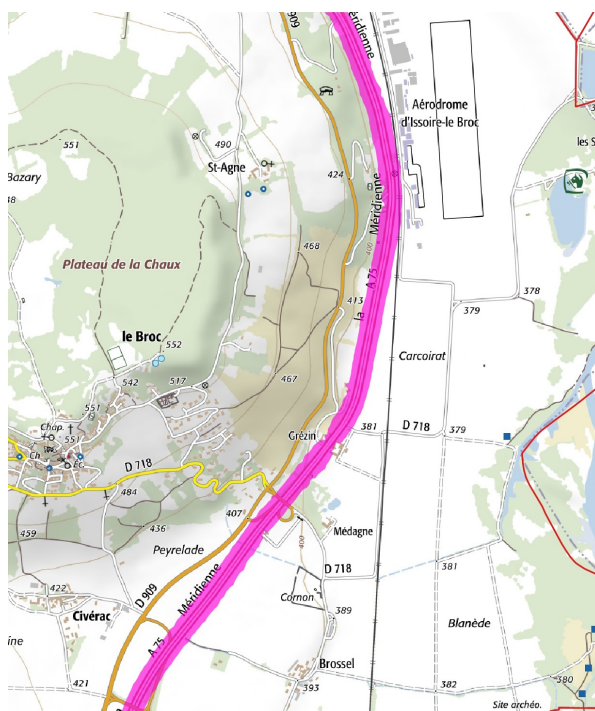 D 909
Méridienne
Aérodrome
d'Issoire-le Broc
551
490
les S
St-Agne
Bazary
424
Méridienne
468
400
Plateau de la Chaux
A 75
la
378
413
379
le Broc
552
Carcoirat
542
517
467
551
Chap.
Grézin
381
D 718
379
551
Ch
D 718
484
407
436
Médagne
459
Peyrelade
400
381
D 718
422
D 909
Méridienne
Cornon
389
Civérac
Blanède
A 75
ine
Brossel
421
393
382
380
Site archéo.